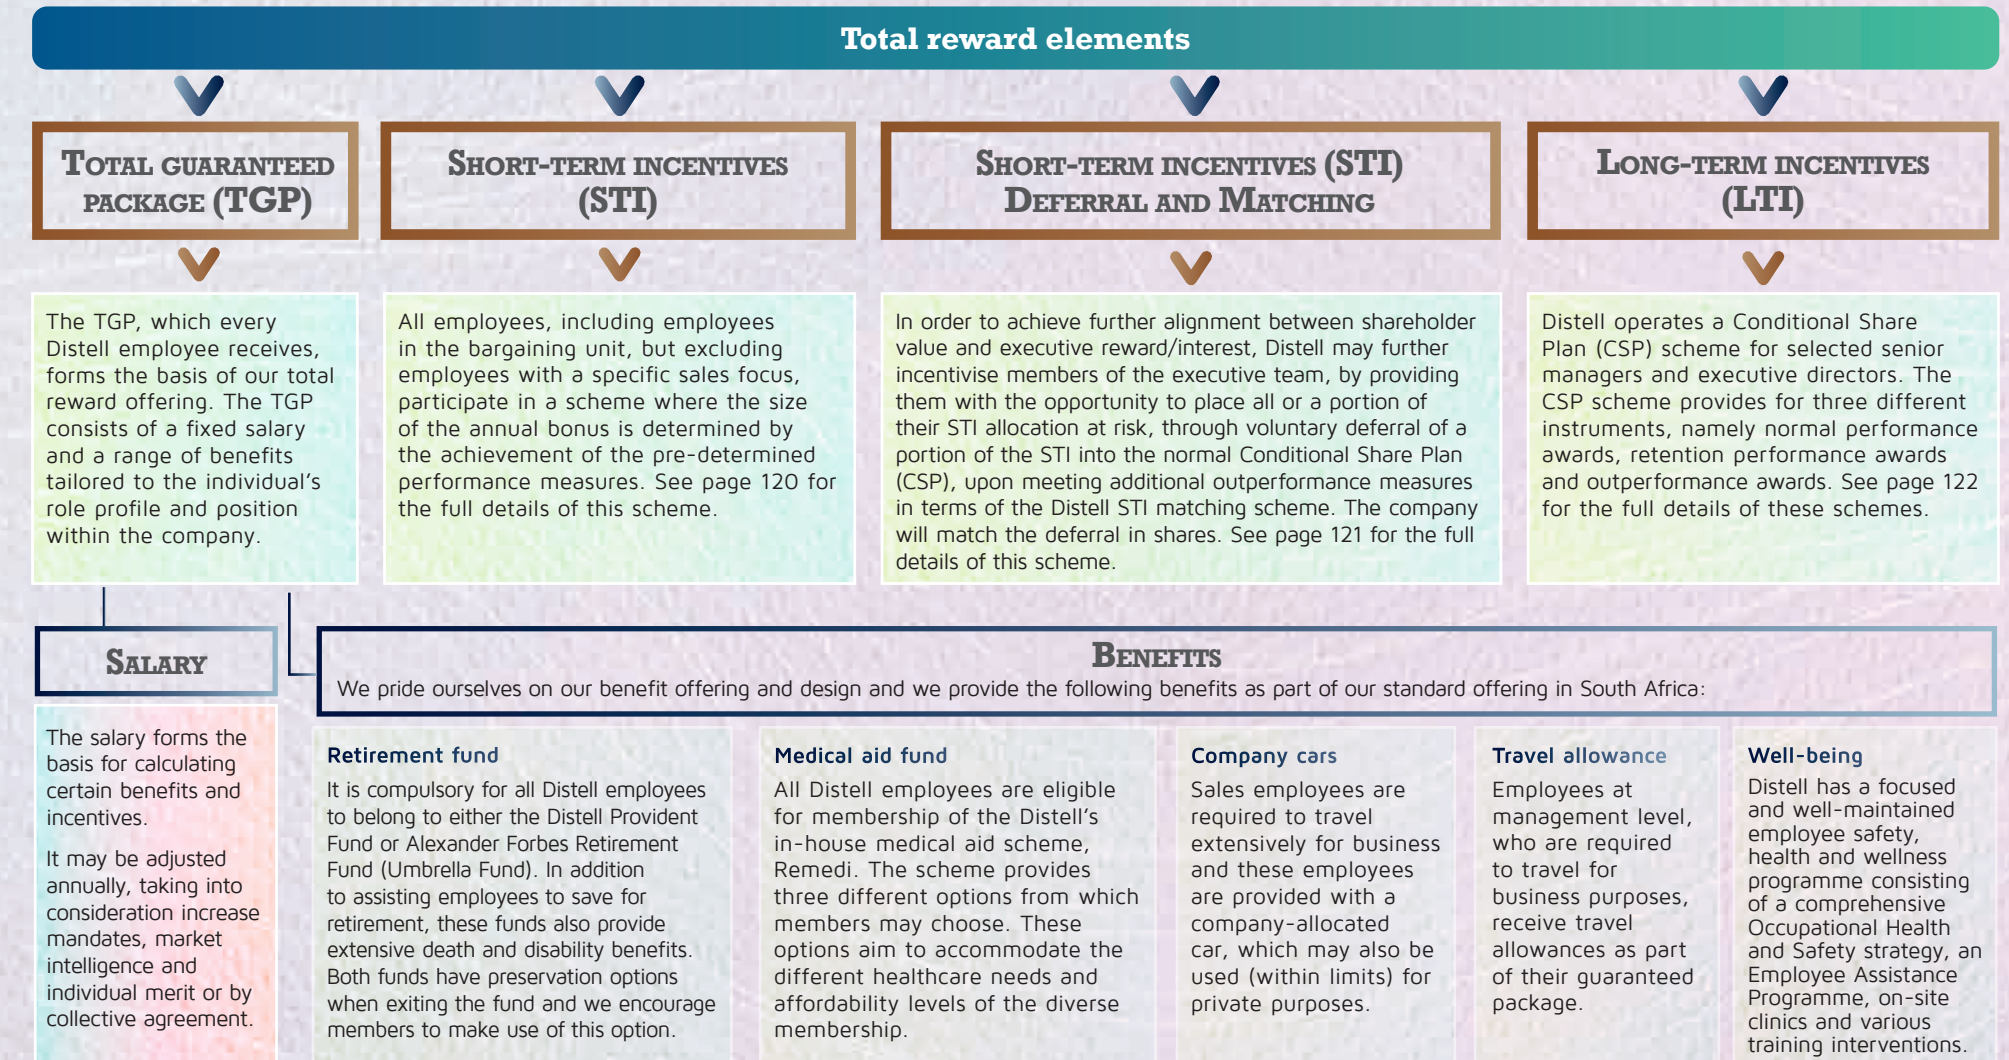 Total reward elements
TOTAL GUARANTEED
PACKAGE (TGP)
The TGP, which every
Distell employee receives,
forms the basis of our total
reward offering. The TGP
consists of a fixed salary
and a range of benefits
tailored to the individual's
role profile and position
within the company.
SHORT-TERM INCENTIVES
(STI)
All employees, including employees
in the bargaining unit, but excluding
employees with a specific sales focus,
participate in a scheme where the size
of the annual bonus is determined by
the achievement of the pre-determined
performance measures. See page 120 for
the full details of this scheme.
SHORT-TERM INCENTIVES (STI)
DEFERRAL AND MATCHING
In order to achieve further alignment between shareholder
value and executive reward/interest, Distell may further
incentivise members of the executive team, by providing
them with the opportunity to place all or a portion of
their STI allocation at risk, through voluntary deferral of a
portion of the STI into the normal Conditional Share Plan
(CSP), upon meeting additional outperformance measures
in terms of the Distell STI matching scheme. The company
will match the deferral in shares. See page 121 for the full
details of this scheme.
LONG-TERM INCENTIVES
(LTI)
Distell operates a Conditional Share
Plan (CSP) scheme for selected senior
managers and executive directors. The
CSP scheme provides for three different
instruments, namely normal performance
awards, retention performance awards
and outperformance awards. See page 122
for the full details of these schemes.
SALARY
The salary forms the
basis for calculating
certain benefits and
incentives.
It may be adjusted
annually, taking into
consideration increase
mandates, market
intelligence and
individual merit or by
collective agreement.
BENEFITS
We pride ourselves on our benefit offering and design and we provide the following benefits as part of our standard offering in South Africa:
Retirement fund
It is compulsory for all Distell employees
to belong to either the Distell Provident
Fund or Alexander Forbes Retirement
Fund (Umbrella Fund). In addition
to assisting employees to save for
retirement, these funds also provide
extensive death and disability benefits.
Both funds have preservation options
when exiting the fund and we encourage
members to make use of this option.
Medical aid fund
All Distell employees are eligible
for membership of the Distell's
in-house medical aid scheme,
Remedi. The scheme provides
three different options from which
members may choose. These
options aim to accommodate the
different healthcare needs and
affordability levels of the diverse
membership.
Company cars
Sales employees are
required to travel
extensively for business
and these employees
are provided with a
company-allocated
car, which may also be
used (within limits) for
private purposes.
Travel allowance
Employees at
management level,
who are required
to travel for
business purposes,
receive travel
allowances as part
of their guaranteed
package.
Well-being
Distell has a focused
and well-maintained
employee safety,
health and wellness
programme consisting
of a comprehensive
Occupational Health
and Safety strategy, an
Employee Assistance
Programme, on-site
clinics and various
training interventions.